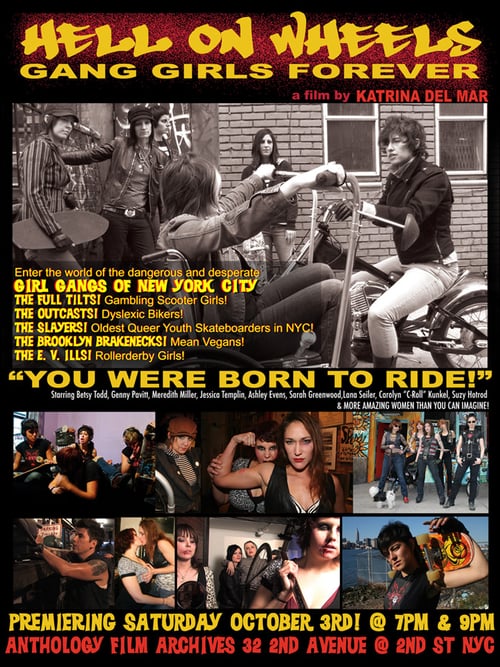 HELL ON WHEELS
GANG GIRLS FOREVER
a film by KATRINA DEL MAR
Enter the world of the dangerous and desperate
GIRL GANGS OF NEW YORK CITY
THE FULL TILTS! Gambling Scooter Girls!
THE OUTCASTS! Dyslexic Bikers!
THE SLAYERS! Oldest Queer Youth Skateboarders in NYC!
THE BROOKLYN BRAKENECKS! Mean Vegans!
THE E. V. ILLS! Rollerderby Girls!
“YOU WERE BORN TO RIDE!”
Starring Betsy Todd, Genny Pavitt, Meredith Miller, Jessica Templin, Ashley Evens, Sarah Greenwood, Lana Seiler, Carolyn "C-Roll" Kunkel, Suzy Hotrod
& MORE AMAZING WOMEN THAN YOU CAN IMAGINE!
PREMIERING SATURDAY OCTOBER 3RD! @ 7PM & 9PM
ANTHOLOGY FILM ARCHIVES 32 2ND AVENUE @ 2ND ST NYC